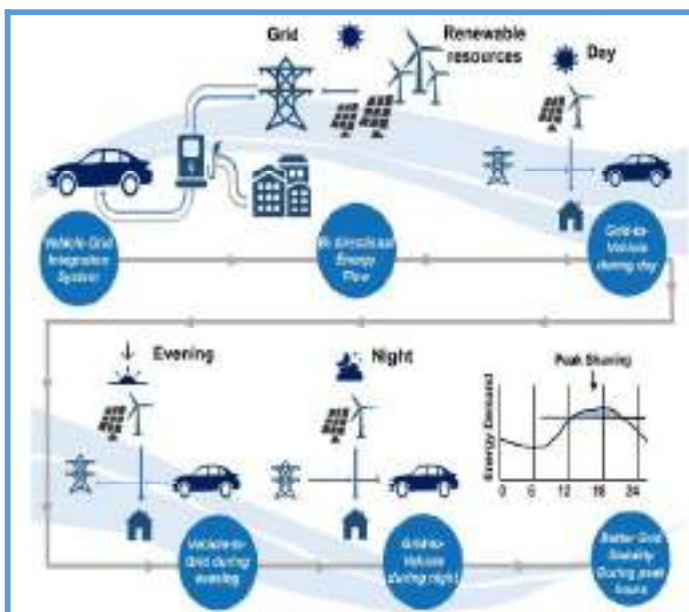 Grid
Renewable
resources
Day
Vehicle-Grid
Integration
System
Bi-directional
Energy
Flow
Grid-to-
Vehicle
during day
Evening
Night
Peak Shaving
Energy Demand
0 6 12 18 24
Vehicle-to-
Grid during
evening
Grid-to-
Vehicle
during night
Better Grid
Stability
During peak
hours